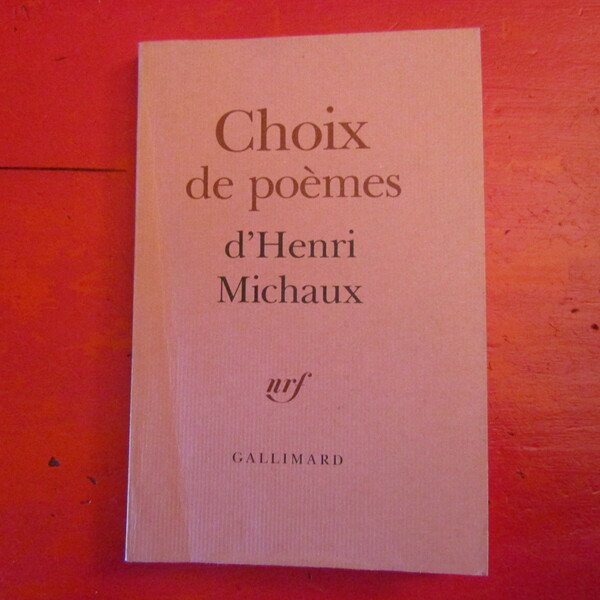 Choix
de poèmes
d'Henri
Michaux
nrf
GALLIMARD